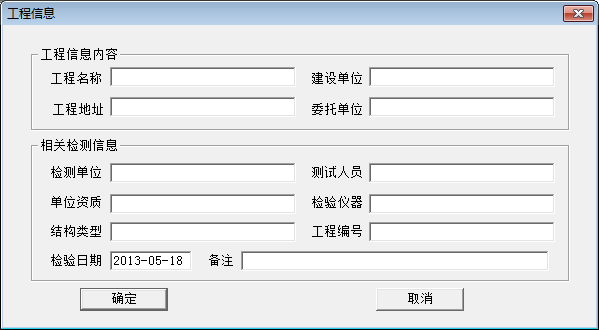 工程信息
工程信息内容
工程名称 建设单位
工程地址 委托单位
相关检测信息
检测单位 测试人员
单位资质 检验仪器
结构类型 工程编号
检验日期 2013-05-18 备注
确定 取消